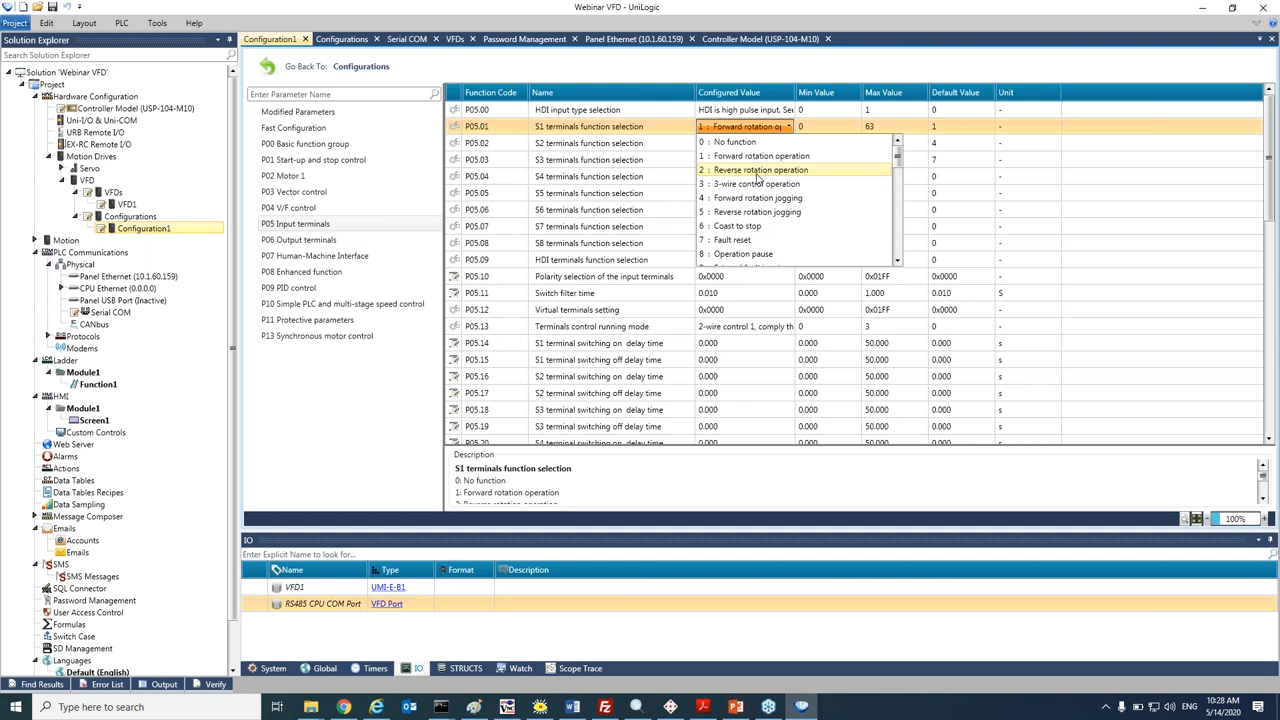 Webinar VFD - UniLogic
Project Edit Layout PLC Tools Help
Solution Explorer
Search Solution Explorer
Solution 'Webinar VFD'
Project
Hardware Configuration
Controller Model (USP-104-M10)
Uni-I/O & Uni-COM
URB Remote I/O
EX-RC Remote I/O
Motion Drives
Servo
VFD
VFDs
VFD1
Configurations
Configuration1
Motion
PLC Communications
Physical
Panel Ethernet (10.1.60.159)
CPU Ethernet (0.0.0.0)
Panel USB Port (Inactive)
Serial COM
CANbus
Protocols
Modems
Ladder
Module1
Function1
HMI
Module1
Screen1
Custom Controls
Web Server
Alarms
Actions
Data Tables
Data Tables Recipes
Data Sampling
Message Composer
Emails
Accounts
Emails
SMS
SMS Messages
SQL Connector
Password Management
User Access Control
Formulas
Switch Case
SD Management
Languages
Default (English)
Find Results Error List Output Verify
Configuration1 Configurations Serial COM VFDs Password Management Panel Ethernet (10.1.60.159) Controller Model (USP-104-M10)
Go Back To: Configurations
Enter Parameter Name
Modified Parameters
Fast Configuration
P00 Basic function group
P01 Start-up and stop control
P02 Motor 1
P03 Vector control
P04 V/F control
P05 Input terminals
P06 Output terminals
P07 Human-Machine Interface
P08 Enhanced function
P09 PID control
P10 Simple PLC and multi-stage speed control
P11 Protective parameters
P13 Synchronous motor control
Function Code Name Configured Value Min Value Max Value Default Value Unit
P05.00 HDI input type selection HDI is high pulse input. See 0 1 0 -
P05.01 S1 terminals function selection 1 : Forward rotation op 0 63 1 -
P05.02 S2 terminals function selection 4 -
P05.03 S3 terminals function selection 7 -
P05.04 S4 terminals function selection 0 -
P05.05 S5 terminals function selection 0 -
P05.06 S6 terminals function selection 0 -
P05.07 S7 terminals function selection 0 -
P05.08 S8 terminals function selection 0 -
P05.09 HDI terminals function selection 0 -
0 : No function
1 : Forward rotation operation
2 : Reverse rotation operation
3 : 3-wire control operation
4 : Forward rotation jogging
5 : Reverse rotation jogging
6 : Coast to stop
7 : Fault reset
8 : Operation pause
P05.10 Polarity selection of the input terminals 0x0000 0x0000 0x01FF 0x0000 -
P05.11 Switch filter time 0.010 0.000 1.000 0.010 S
P05.12 Virtual terminals setting 0x0000 0x0000 0x01FF 0x0000 -
P05.13 Terminals control running mode 2-wire control 1, comply th 0 3 0 -
P05.14 S1 terminal switching on delay time 0.000 0.000 50.000 0.000 s
P05.15 S1 terminal switching off delay time 0.000 0.000 50.000 0.000 s
P05.16 S2 terminal switching on delay time 0.000 0.000 50.000 0.000 s
P05.17 S2 terminal switching off delay time 0.000 0.000 50.000 0.000 s
P05.18 S3 terminal switching on delay time 0.000 0.000 50.000 0.000 s
P05.19 S3 terminal switching off delay time 0.000 0.000 50.000 0.000 s
P05.20 S4 terminal switching on delay time 0.000 0.000 50.000 0.000 s
Description
S1 terminals function selection
0: No function
1: Forward rotation operation
100%
IO
Enter Explicit Name to look for...
Name Type Format Description
VFD1 UMI-E-B1
RS485 CPU COM Port VFD Port
System Global Timers IO STRUCTS Watch Scope Trace
Type here to search
10:28 AM
5/14/2020